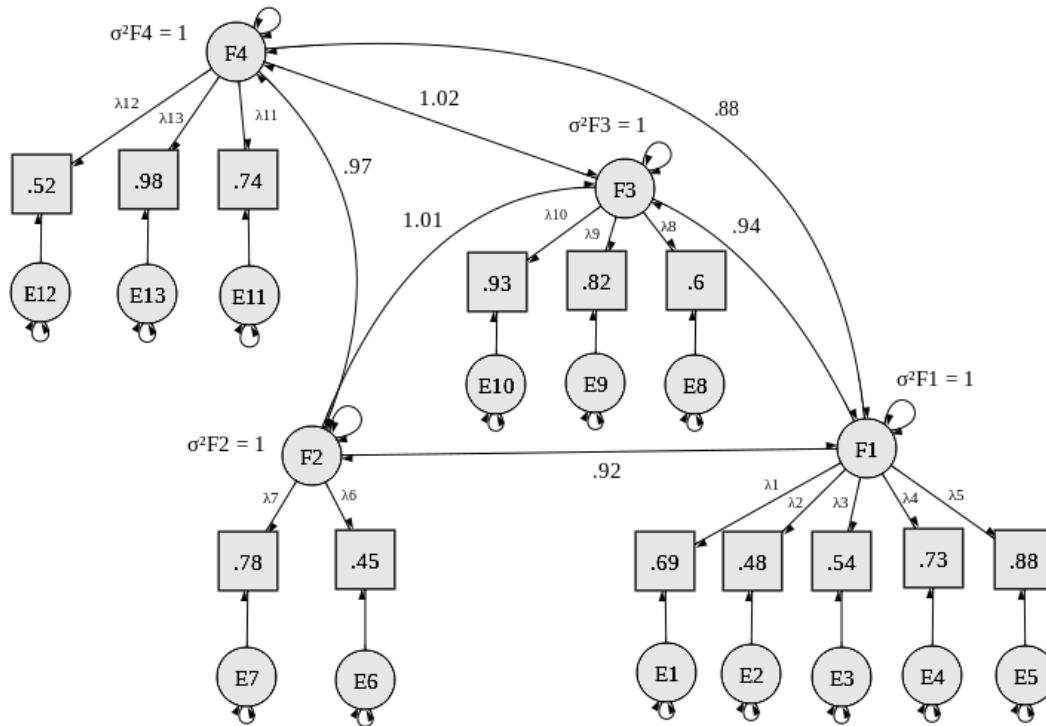 σ²F4 = 1
F4
λ12
λ13
λ11
1.02
.88
σ²F3 = 1
.52
.98
.74
.97
F3
1.01
λ10
λ9
λ8
.94
E12
E13
E11
.93
.82
.6
E10
E9
E8
σ²F1 = 1
σ²F2 = 1
F2
.92
F1
λ7
λ6
λ1
λ2
λ3
λ4
λ5
.78
.45
.69
.48
.54
.73
.88
E7
E6
E1
E2
E3
E4
E5